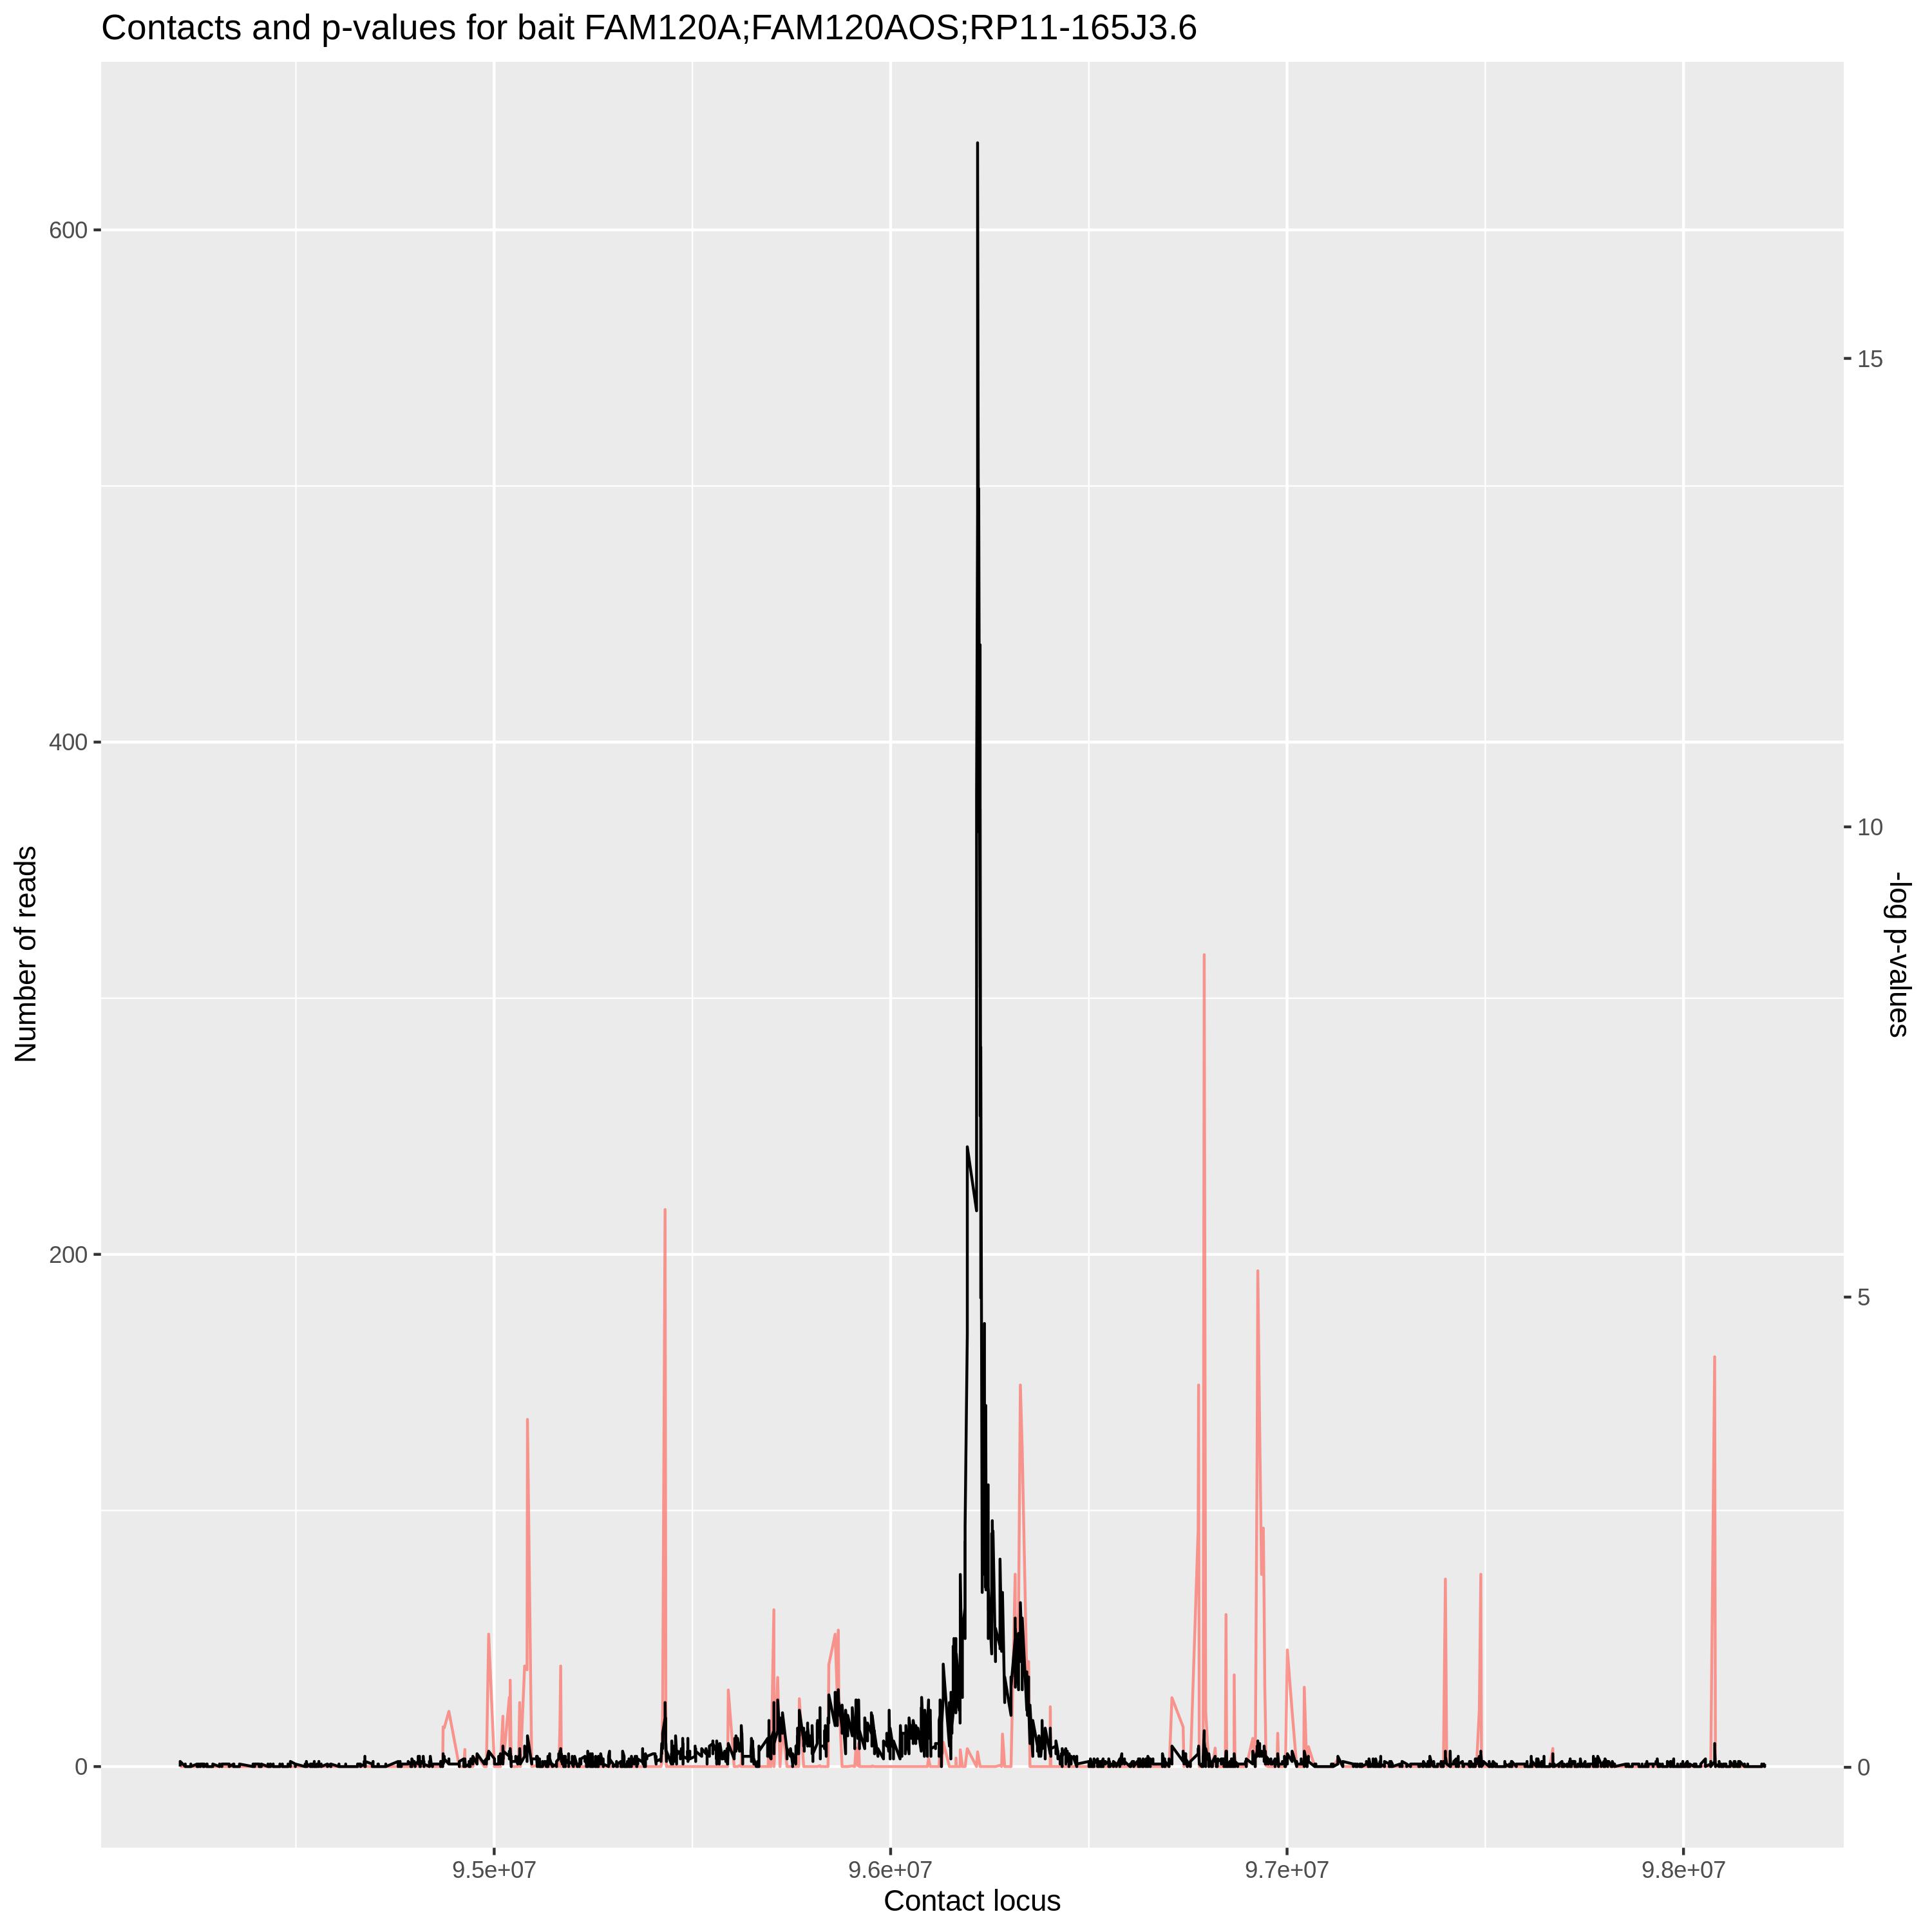 Contacts and p-values for bait FAM120A;FAM120AOS;RP11-165J3.6
600
400
200
0
Number of reads
15
10
5
0
-log p-values
9.5e+07
9.6e+07
9.7e+07
9.8e+07
Contact locus